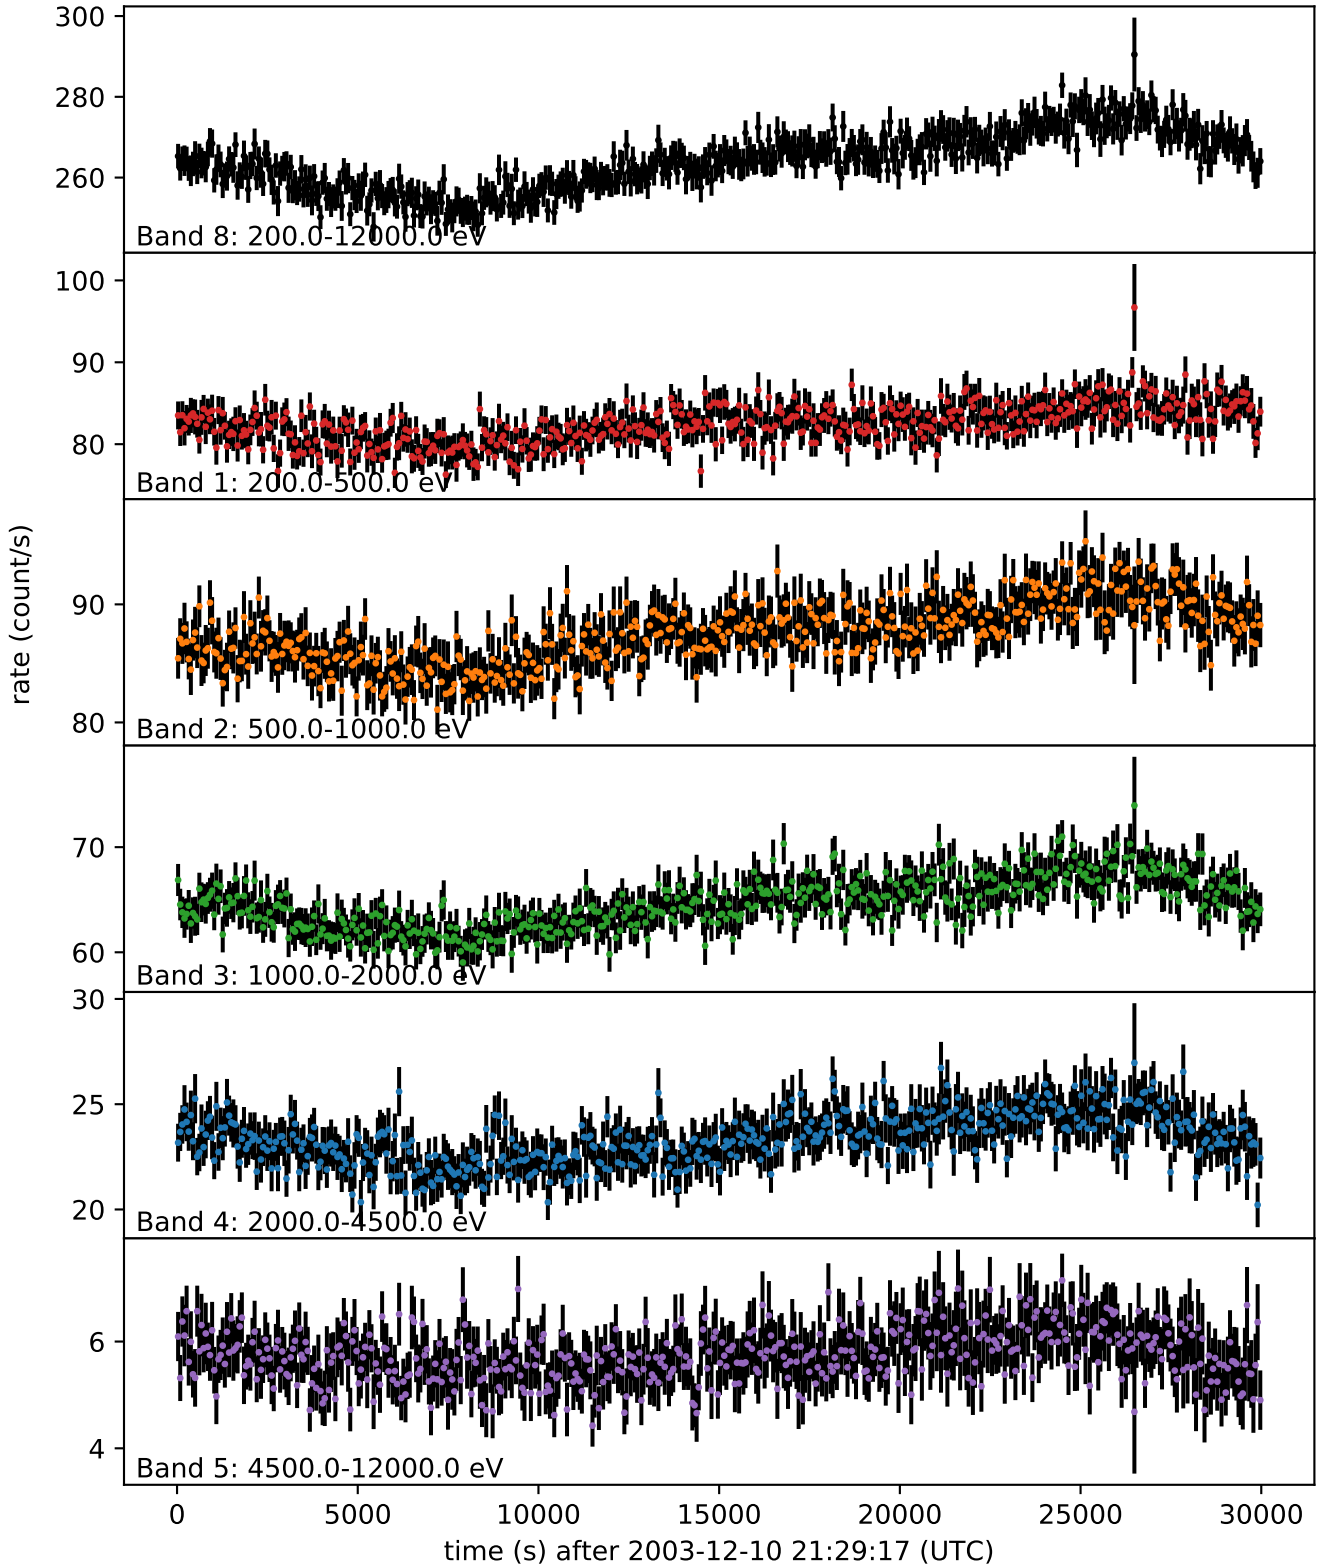 300
280
260
Band 8: 200.0-12000.0 eV
100
90
80
Band 1: 200.0-500.0 eV
rate (count/s)
90
80
Band 2: 500.0-1000.0 eV
70
60
Band 3: 1000.0-2000.0 eV
30
25
20
Band 4: 2000.0-4500.0 eV
6
4
Band 5: 4500.0-12000.0 eV
0 5000 10000 15000 20000 25000 30000
time (s) after 2003-12-10 21:29:17 (UTC)